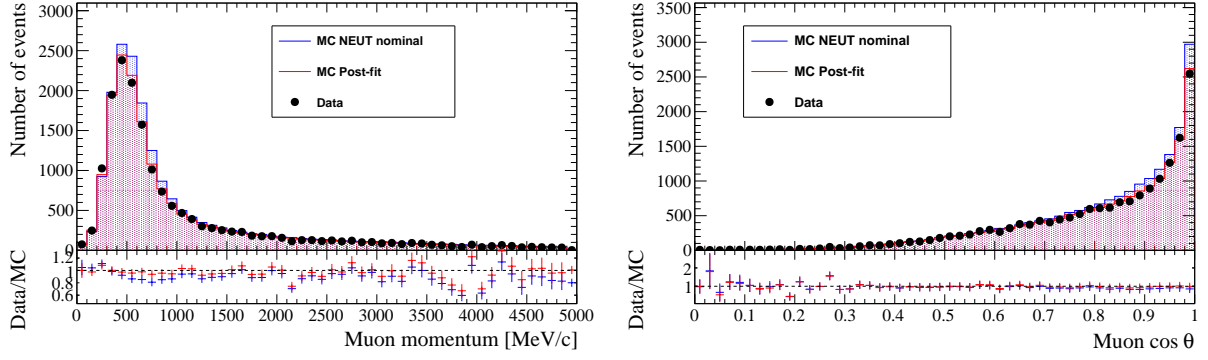 Number of events
2500
2000
1500
1000
500
0
MC NEUT nominal
MC Post-fit
Data
Data/MC
1.2
1
0.8
0.6
0 500 1000 1500 2000 2500 3000 3500 4000 4500 5000
Muon momentum [MeV/c]
Number of events
3500
3000
2500
2000
1500
1000
500
0
MC NEUT nominal
MC Post-fit
Data
Data/MC
2
1
0 0.1 0.2 0.3 0.4 0.5 0.6 0.7 0.8 0.9 1
Muon cos θ